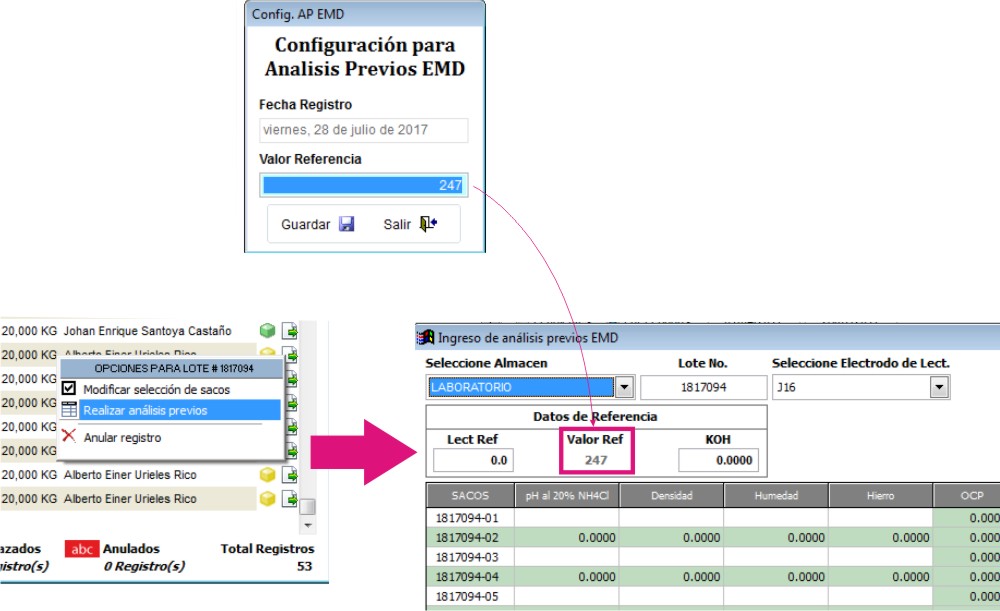 Config. AP EMD
Configuración para
Analisis Previos EMD
Fecha Registro
viernes, 28 de julio de 2017
Valor Referencia
247
Guardar Salir
20,000 KG Johan Enrique Santoya Castaño
20,000 KG Alberto Einer Urieles Rico
20,000 KG
20,000 KG
20,000 KG
20,000 KG
20,000 KG Alberto Einer Urieles Rico
20,000 KG Alberto Einer Urieles Rico
OPCIONES PARA LOTE # 1817094
Modificar selección de sacos
Realizar análisis previos
Anular registro
azados abc Anulados Total Registros
istro(s) 0 Registro(s) 53
Ingreso de análisis previos EMD
Seleccione Almacen Lote No. Seleccione Electrodo de Lect.
LABORATORIO 1817094 J16
Datos de Referencia
Lect Ref Valor Ref KOH
0.0 247 0.0000
SACOS pH al 20% NH4Cl Densidad Humedad Hierro OCP
1817094-01 0.000
1817094-02 0.0000 0.0000 0.0000 0.0000 0.000
1817094-03 0.000
1817094-04 0.0000 0.0000 0.0000 0.0000 0.000
1817094-05 0.000